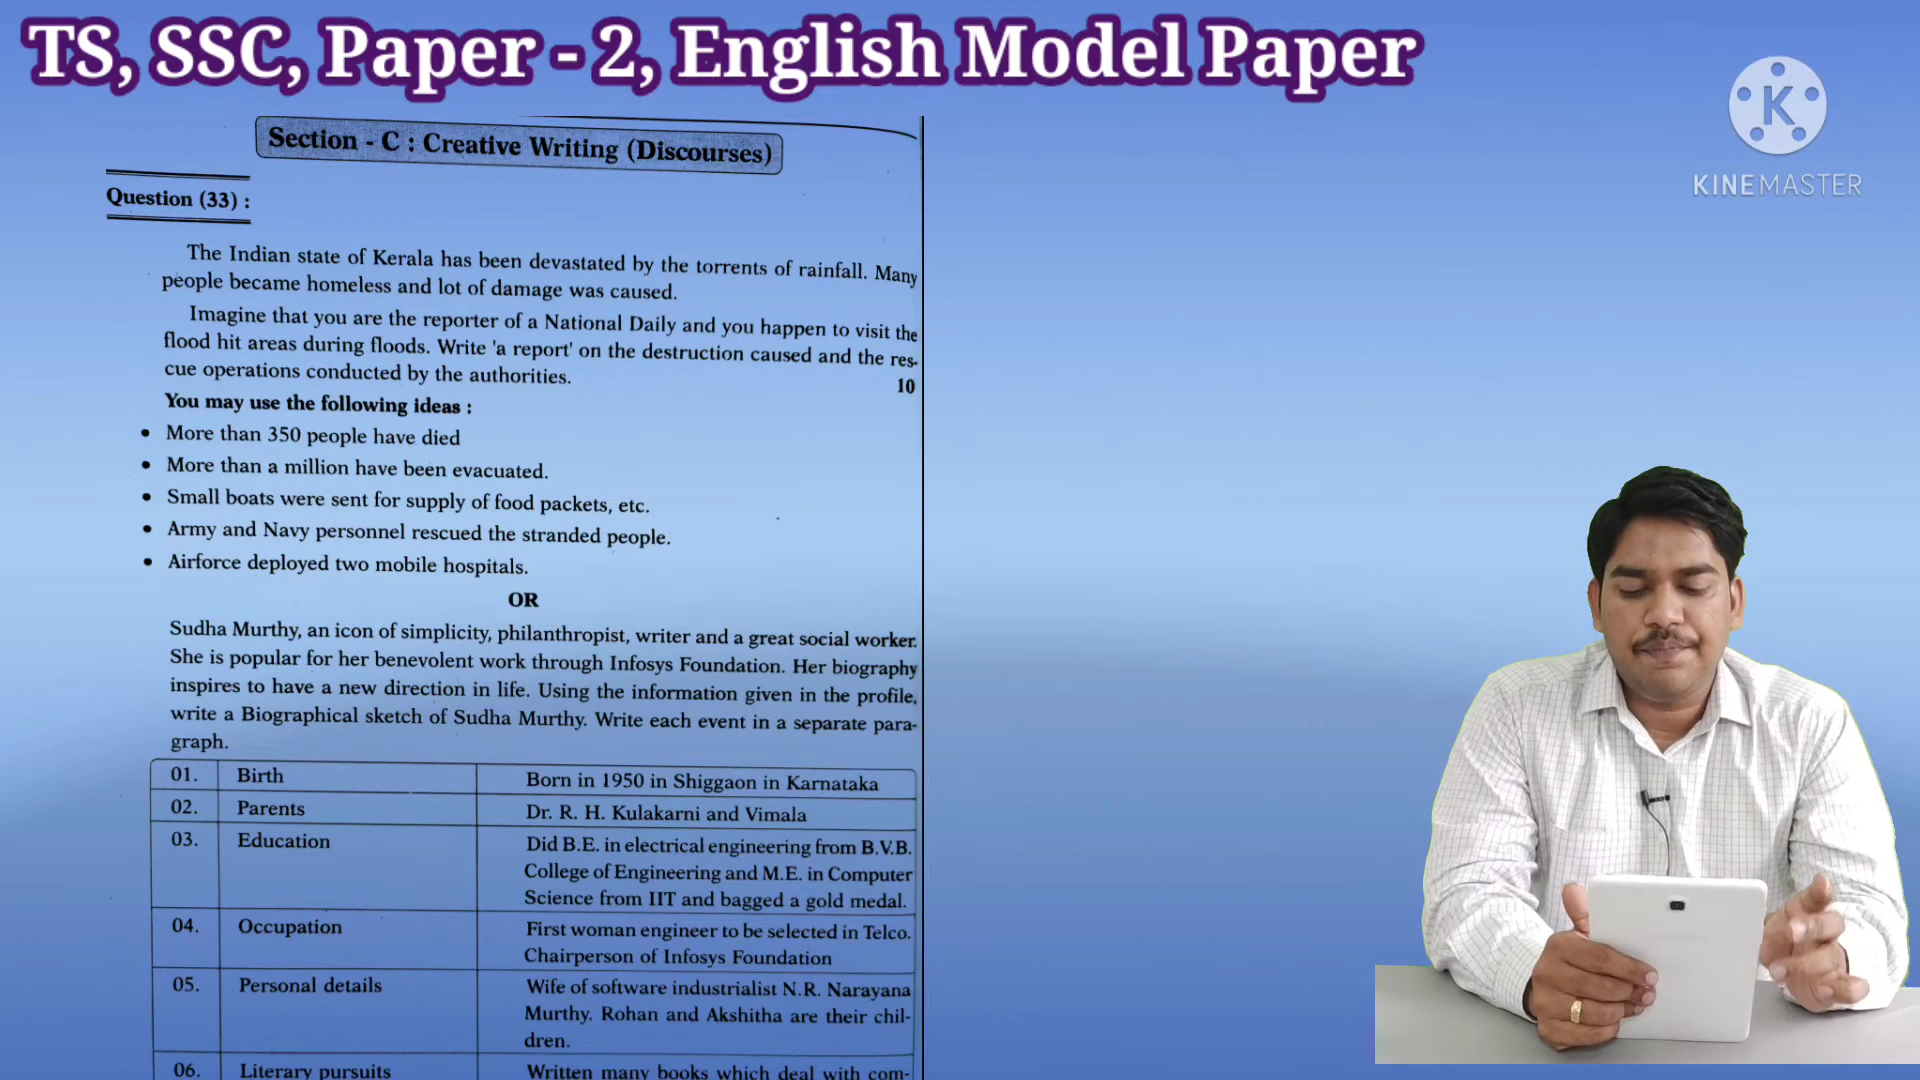 TS, SSC, Paper - 2, English Model Paper
K
KINEMASTER
Section - C : Creative Writing (Discourses)
Question (33) :
The Indian state of Kerala has been devastated by the torrents of rainfall. Many
people became homeless and lot of damage was caused.
Imagine that you are the reporter of a National Daily and you happen to visit the
flood hit areas during floods. Write 'a report' on the destruction caused and the res-
cue operations conducted by the authorities.
10
You may use the following ideas :
• More than 350 people have died
• More than a million have been evacuated.
• Small boats were sent for supply of food packets, etc.
• Army and Navy personnel rescued the stranded people.
• Airforce deployed two mobile hospitals.
OR
Sudha Murthy, an icon of simplicity, philanthropist, writer and a great social worker.
She is popular for her benevolent work through Infosys Foundation. Her biography
inspires to have a new direction in life. Using the information given in the profile,
write a Biographical sketch of Sudha Murthy. Write each event in a separate para-
graph.
01. Birth Born in 1950 in Shiggaon in Karnataka
02. Parents Dr. R. H. Kulakarni and Vimala
03. Education Did B.E. in electrical engineering from B.V.B.
College of Engineering and M.E. in Computer
Science from IIT and bagged a gold medal.
04. Occupation First woman engineer to be selected in Telco.
Chairperson of Infosys Foundation
05. Personal details Wife of software industrialist N.R. Narayana
Murthy. Rohan and Akshitha are their chil-
dren.
06. Literary pursuits Written many books which deal with com-